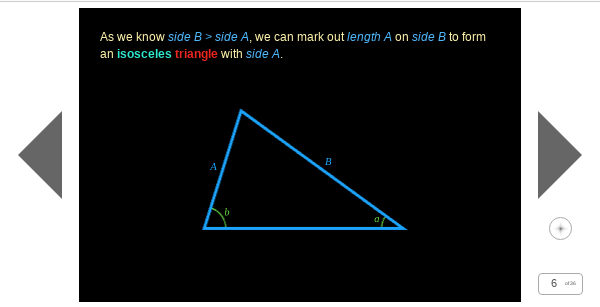 As we know side B > side A, we can mark out length A on side B to form
an isosceles triangle with side A.
A
B
b
a
6 of 36